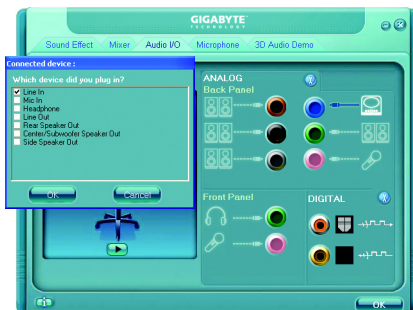 GIGABYTE
TECHNOLOGY
Sound Effect Mixer Audio I/O Microphone 3D Audio Demo
Connected device :
Which device did you plug in?
Line In
Mic In
Headphone
Line Out
Rear Speaker Out
Center/Subwoofer Speaker Out
Side Speaker Out
OK Cancel
ANALOG
Back Panel
Front Panel
DIGITAL
OK